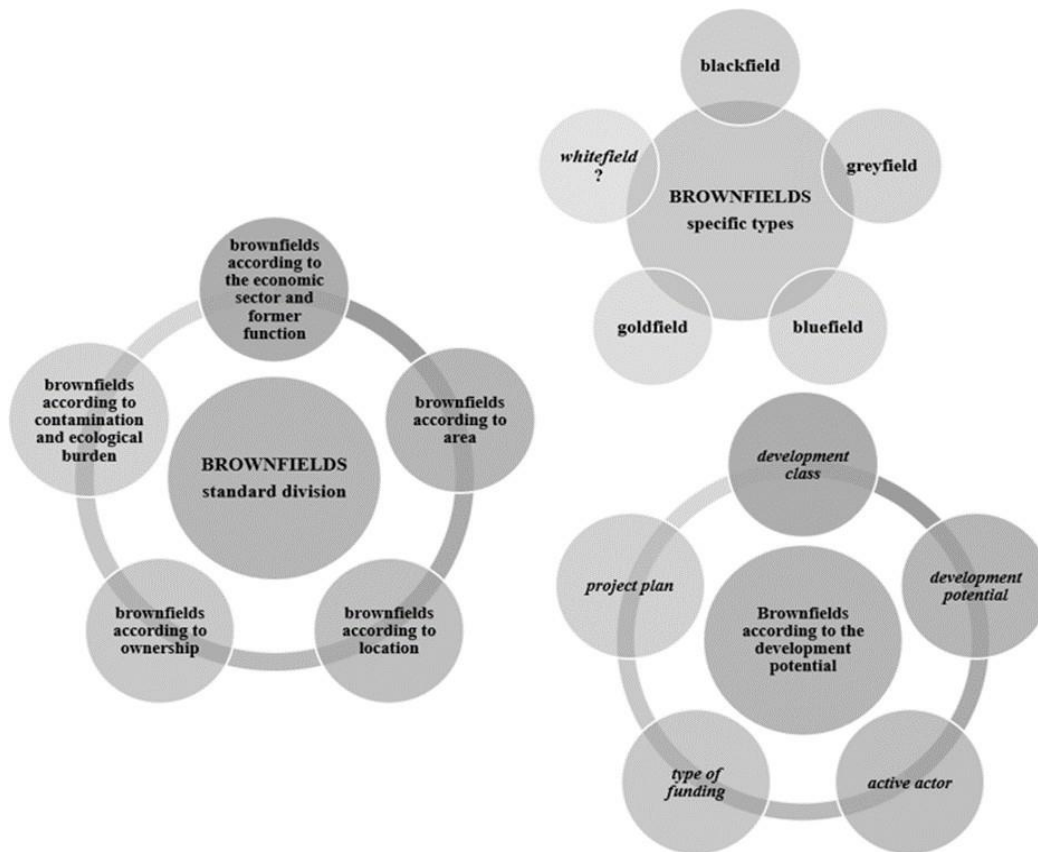 brownfields
according to
the economic
sector and
former
function
brownfields
according to
area
brownfields
according to
location
brownfields
according to
ownership
brownfields
according to
contamination
and ecological
burden
BROWNFIELDS
standard division
blackfield
greyfield
bluefield
goldfield
whitefield
?
BROWNFIELDS
specific types
development
class
development
potential
active actor
type of
funding
project plan
Brownfields
according to the
development
potential